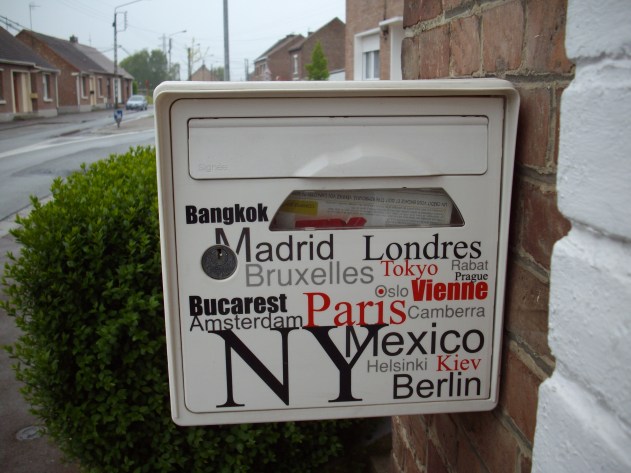 Bangkok
Madrid Londres
Bruxelles Tokyo Rabat
Prague
Oslo Vienne
Bucarest Paris Camberra
Amsterdam
NY Mexico
Helsinki Kiev
Berlin